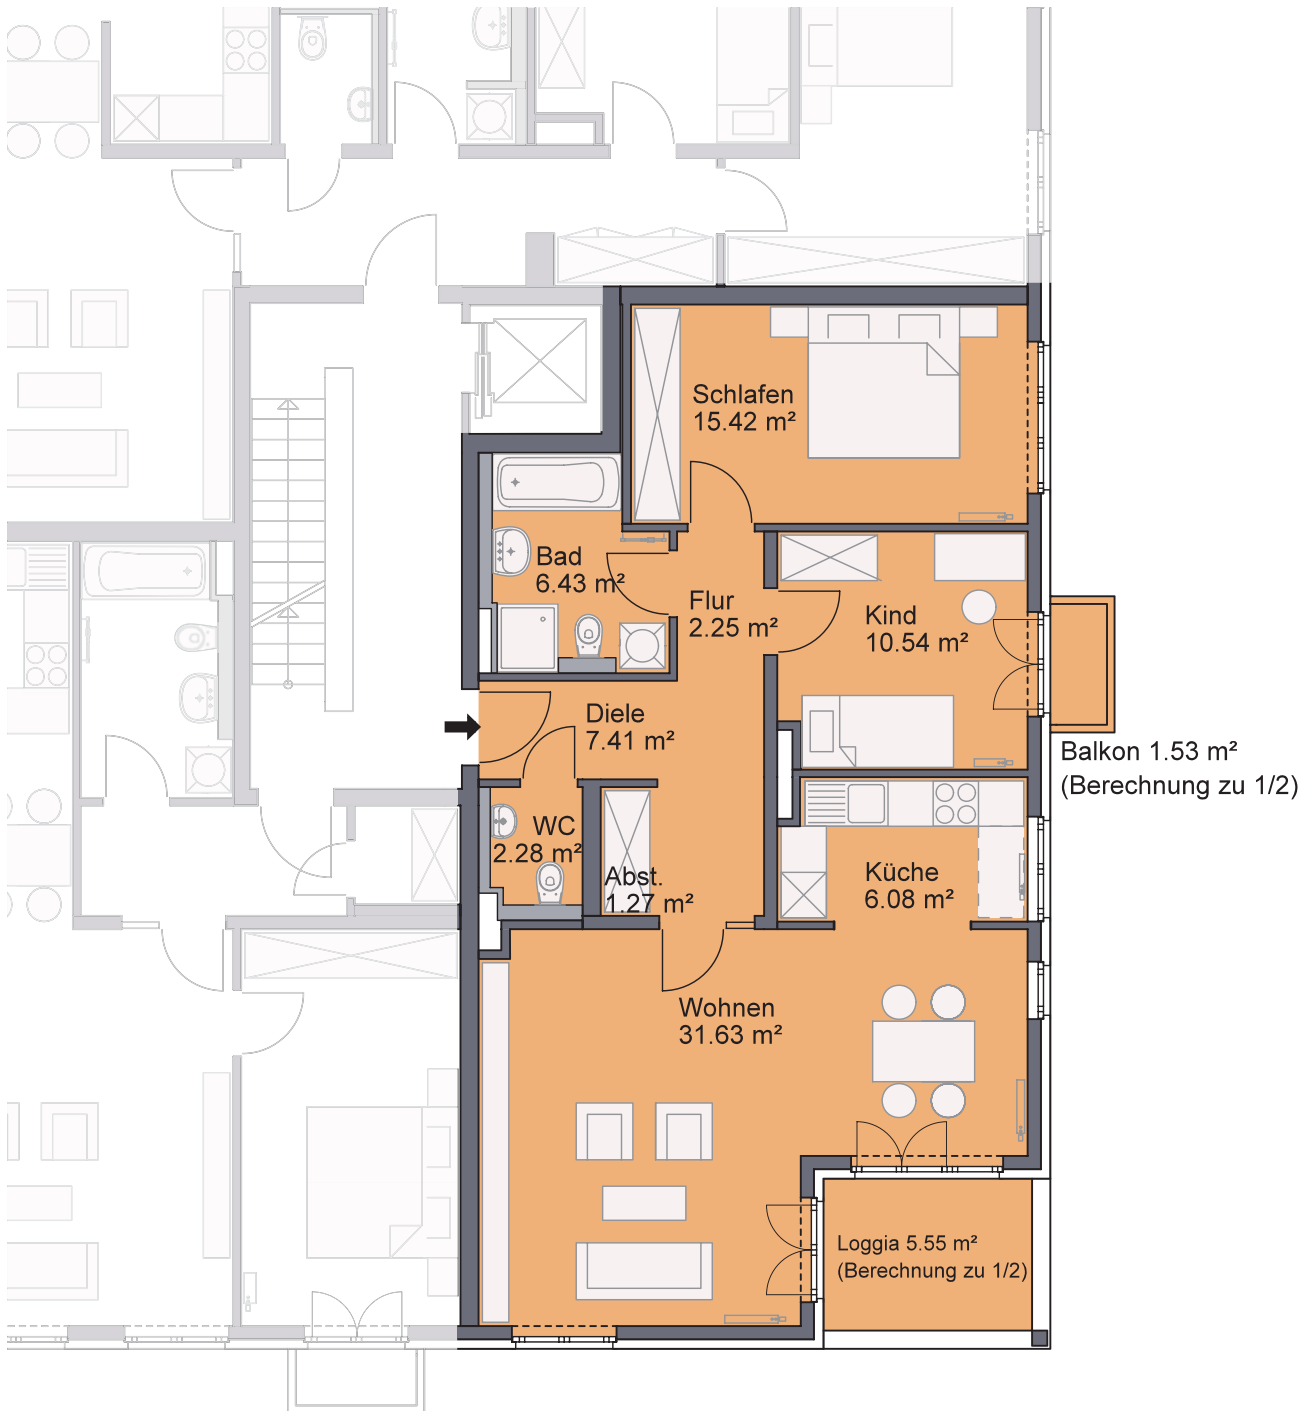 Schlafen
15.42 m²
Bad
6.43 m²
Flur
2.25 m²
Kind
10.54 m²
Diele
7.41 m²
Balkon 1.53 m²
(Berechnung zu 1/2)
WC
2.28 m²
Abst.
1.27 m²
Küche
6.08 m²
Wohnen
31.63 m²
Loggia 5.55 m²
(Berechnung zu 1/2)